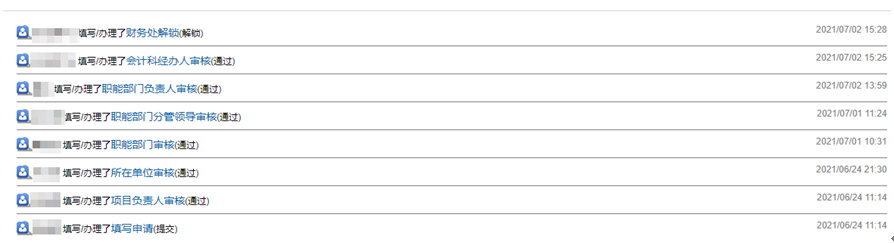 填写/办理了财务处解锁(解锁) 2021/07/02 15:28
填写/办理了会计科经办人审核(通过) 2021/07/02 15:25
填写/办理了职能部门负责人审核(通过) 2021/07/02 13:59
填写/办理了职能部门分管领导审核(通过) 2021/07/01 11:24
填写/办理了职能部门审核(通过) 2021/07/01 10:31
填写/办理了所在单位审核(通过) 2021/06/24 21:30
填写/办理了项目负责人审核(通过) 2021/06/24 11:14
填写/办理了填写申请(提交) 2021/06/24 11:14